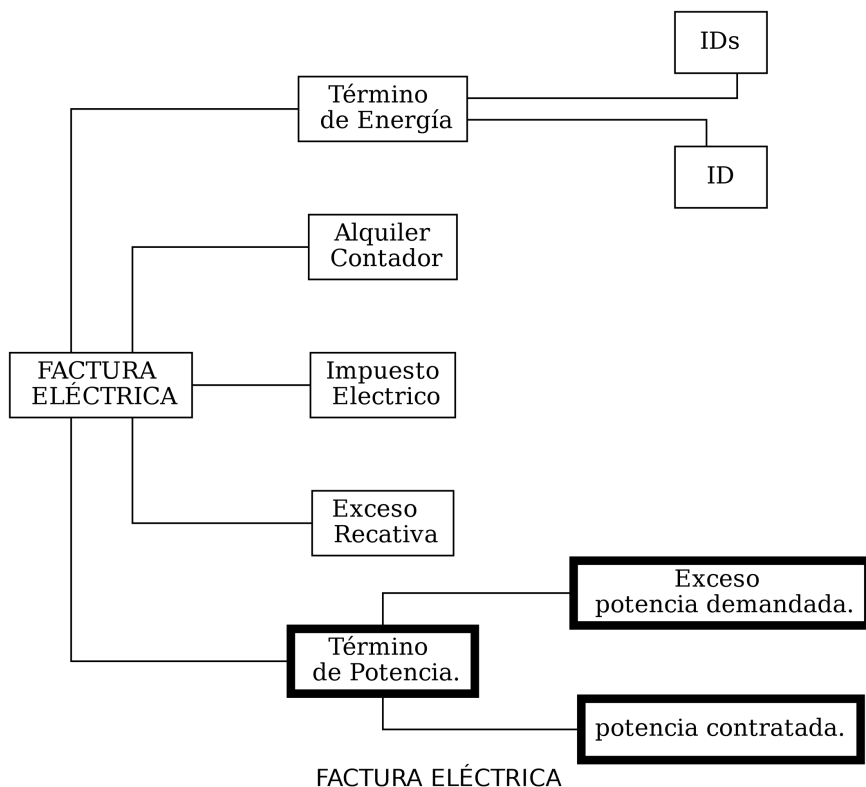 IDs
Término
de Energía
ID
Alquiler
Contador
FACTURA
ELÉCTRICA
Impuesto
Electrico
Exceso
Recativa
Exceso
potencia demandada.
Término
de Potencia.
potencia contratada.
FACTURA ELÉCTRICA